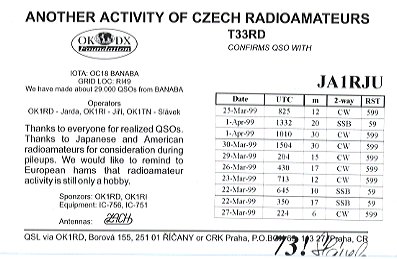 ANOTHER ACTIVITY OF CZECH RADIOAMATEURS
OK DX
Foundation
T33RD
CONFIRMS QSO WITH
IOTA: OC18 BANABA
GRID LOC: RI49
We have made about 29.000 QSOs from BANABA
JA1RJU
Operators
OK1RD - Jarda, OK1RI - Jiří, OK1TN - Slávek
Thanks to everyone for realized QSOs.
Thanks to Japanese and American
radioamateurs for consideration during
pileups. We would like to remind to
European hams that radioamateur
activity is still only a hobby.
Sponzors: OK1RD, OK1RI
Equipment: IC-756, IC-751
Antennas:
Date UTC m 2-way RST
25-Mar-99 825 12 CW 599
1-Apr-99 1332 20 SSB 59
1-Apr-99 1010 30 CW 599
30-Mar-99 1504 30 CW 599
29-Mar-99 204 15 CW 599
26-Mar-99 430 17 CW 599
23-Mar-99 713 12 CW 599
22-Mar-99 645 10 SSB 59
22-Mar-99 350 17 SSB 59
27-Mar-99 224 6 CW 599
QSL via OK1RD, Borová 155, 251 01 ŘÍČANY or CRK Praha, P.O.BOX 69 113 27 Praha, CR
73!